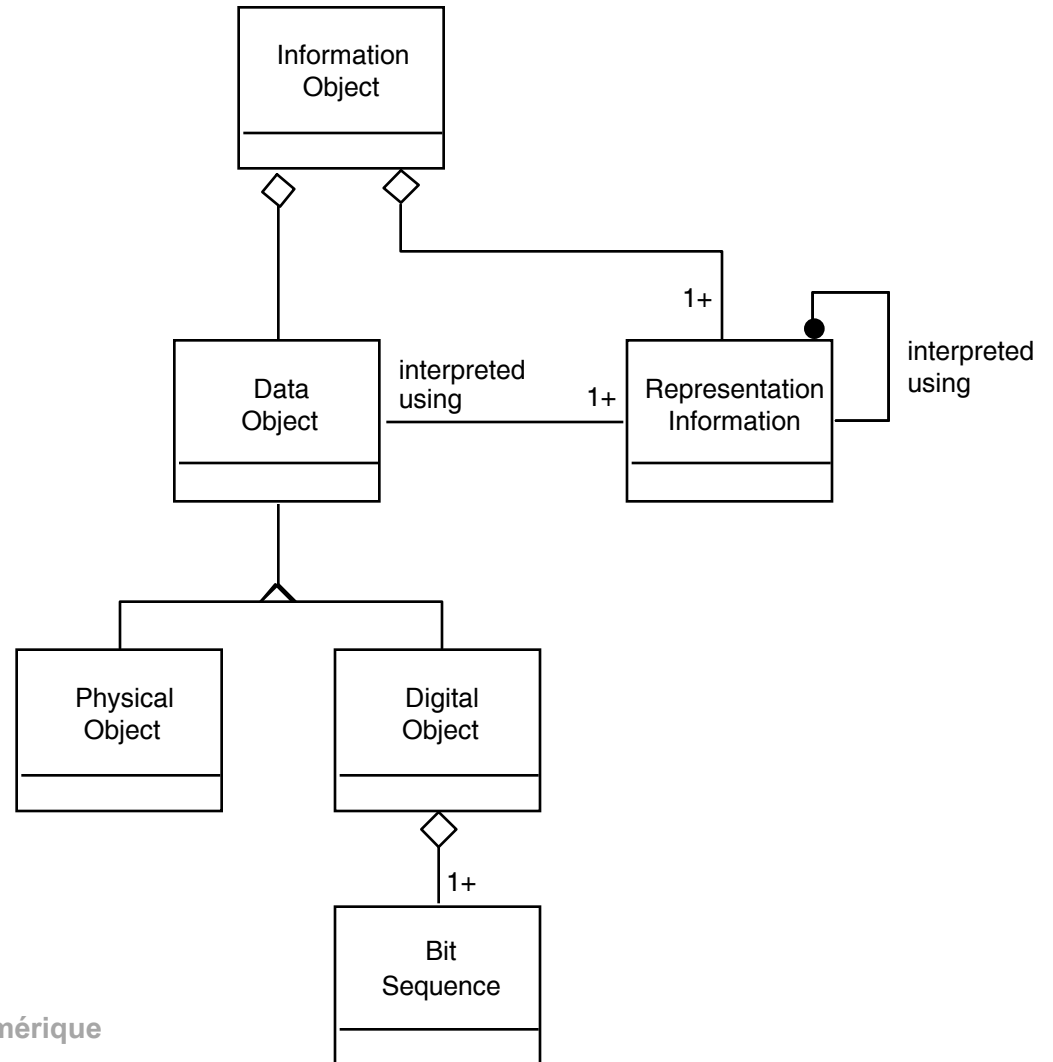 Information
Object
1+
Data
Object
interpreted
using
1+
Representation
Information
interpreted
using
Physical
Object
Digital
Object
1+
Bit
Sequence